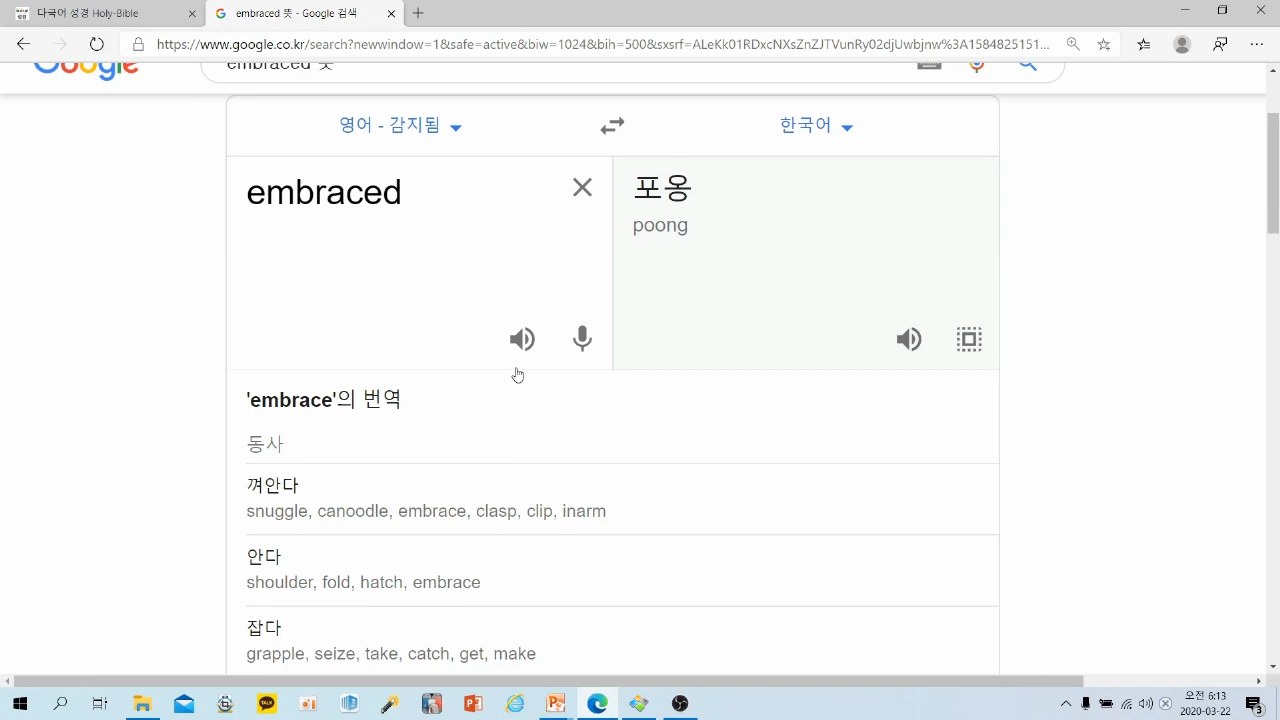 다국어 성경 Holy-Bible
embraced 뜻 - Google 검색
https://www.google.co.kr/search?newwindow=1&safe=active&biw=1024&bih=500&sxsrf=ALeKk01RDxcNXsZnZJTVunRy02djUwbjnw%3A1584825151...
Google
embraced 뜻
영어 - 감지됨
한국어
embraced
포옹
poong
'embrace'의 번역
동사
껴안다
snuggle, canoodle, embrace, clasp, clip, inarm
안다
shoulder, fold, hatch, embrace
잡다
grapple, seize, take, catch, get, make
오전 6:13
2020-03-22